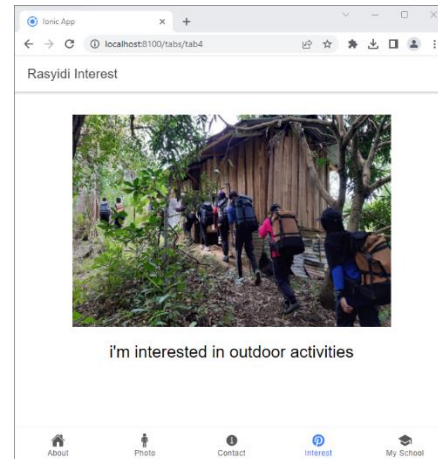 Ionic App
localhost:8100/tabs/tab4
Rasyidi Interest
i'm interested in outdoor activities
About
Photo
Contact
Interest
My School